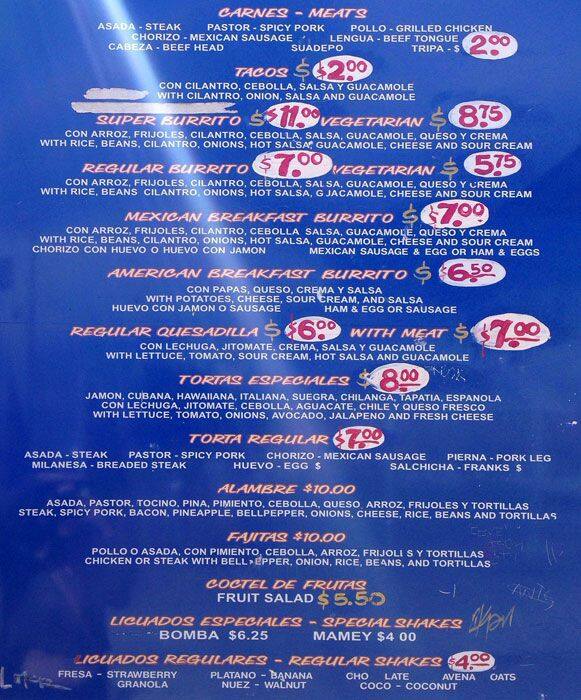 CARNES - MEATS
ASADA - STEAK PASTOR - SPICY PORK POLLO - GRILLED CHICKEN
CHORIZO - MEXICAN SAUSAGE LENGUA - BEEF TONGUE
CABEZA - BEEF HEAD SUADEPO TRIPA - $ 2.00
TACOS $ $2.00
CON CILANTRO, CEBOLLA, SALSA Y GUACAMOLE
WITH CILANTRO, ONION, SALSA AND GUACAMOLE
SUPER BURRITO $ $11.00 VEGETARIAN $ 8.75
CON ARROZ, FRIJOLES, CILANTRO, CEBOLLA, SALSA, GUACAMOLE, QUESO Y CREMA
WITH RICE, BEANS, CILANTRO, ONIONS, HOT SALSA, GUACAMOLE, CHEESE AND SOUR CREAM
REGULAR BURRITO $7.00 VEGETARIAN $ 5.75
CON ARROZ, FRIJOLES, CILANTRO, CEBOLLA, SALSA, GUACAMOLE, QUESO Y CREMA
WITH RICE, BEANS CILANTRO, ONIONS, HOT SALSA, G JACAMOLE, CHEESE AND SOUR CREAM
MEXICAN BREAKFAST BURRITO $ $7.00
CON ARROZ, FRIJOLES, CILANTRO, CEBOLLA, SALSA, GUACAMOLE, QUESO Y CREMA
WITH RICE, BEANS, CILANTRO, ONIONS, HOT SALSA, GUACAMOLE, CHEESE AND SOUR CREAM
CHORIZO CON HUEVO O HUEVO CON JAMON MEXICAN SAUSAGE & EGG OR HAM & EGGS
AMERICAN BREAKFAST BURRITO $ $6.50
CON PAPAS, QUESO, CREMA Y SALSA
WITH POTATOES, CHEESE, SOUR CREAM, AND SALSA
HUEVO CON JAMON O SAUSAGE HAM & EGG OR SAUSAGE
REGULAR QUESADILLA $ $6.00 WITH MEAT $ $7.00
CON LECHUGA, JITOMATE, CREMA, SALSA Y GUACAMOLE
WITH LETTUCE, TOMATO, SOUR CREAM, HOT SALSA AND GUACAMOLE
TORTAS ESPECIALES $ 8.00
JAMON, CUBANA, HAWAIIANA, ITALIANA, SUEGRA, CHILANGA, TAPATIA, ESPANOLA
CON LECHUGA, JITOMATE, CEBOLLA, AGUACATE, CHILE Y QUESO FRESCO
WITH LETTUCE, TOMATO, ONIONS, AVOCADO, JALAPENO AND FRESH CHEESE
TORTA REGULAR $7.00
ASADA - STEAK PASTOR - SPICY PORK CHORIZO - MEXICAN SAUSAGE PIERNA - PORK LEG
MILANESA - BREADED STEAK HUEVO - EGG $ SALCHICHA - FRANKS $
ALAMBRE $10.00
ASADA, PASTOR, TOCINO, PINA, PIMIENTO, CEBOLLA, QUESO, ARROZ, FRIJOLES Y TORTILLAS
STEAK, SPICY PORK, BACON, PINEAPPLE, BELLPEPPER, ONIONS, CHEESE, RICE, BEANS AND TORTILLAS
FAJITAS $10.00
POLLO O ASADA, CON PIMIENTO, CEBOLLA, ARROZ, FRIJOL S Y TORTILLAS
CHICKEN OR STEAK WITH BELL EPPER, ONION, RICE, BEANS, AND TORTILLAS
COCTEL DE FRUTAS
FRUIT SALAD $5.50
LICUADOS ESPECIALES - SPECIAL SHAKES
BOMBA $6.25 MAMEY $4 00
LICUADOS REGULARES - REGULAR SHAKES $4.00
FRESA - STRAWBERRY PLATANO - BANANA CHO LATE AVENA OATS
GRANOLA NUEZ - WALNUT COCO - COCONUT